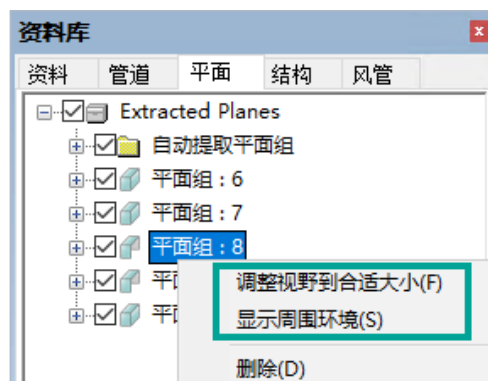 资料库
资料 管道 平面 结构 风管
Extracted Planes
自动提取平面组
平面组 : 6
平面组 : 7
平面组 : 8
平
调整视野到合适大小(F)
平
显示周围环境(S)
删除(D)